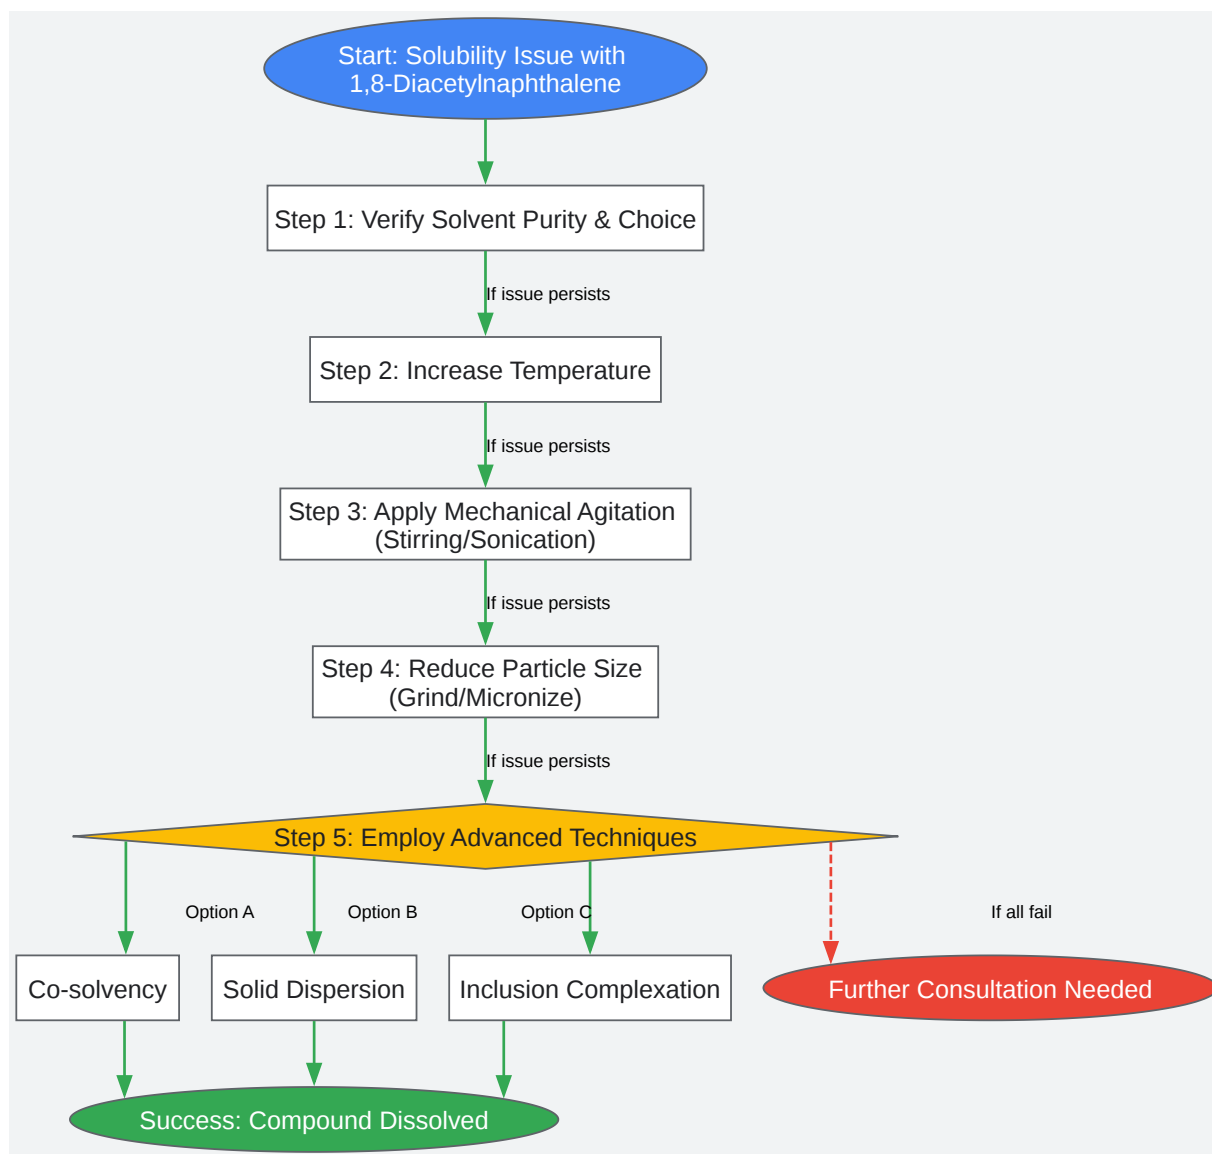 Start: Solubility Issue with
1,8-Diacetylnaphthalene
Step 1: Verify Solvent Purity & Choice
If issue persists
Step 2: Increase Temperature
If issue persists
Step 3: Apply Mechanical Agitation
(Stirring/Sonication)
If issue persists
Step 4: Reduce Particle Size
(Grind/Micronize)
If issue persists
Step 5: Employ Advanced Techniques
Option A
Option B
Option C
If all fail
Co-solvency
Solid Dispersion
Inclusion Complexation
Further Consultation Needed
Success: Compound Dissolved